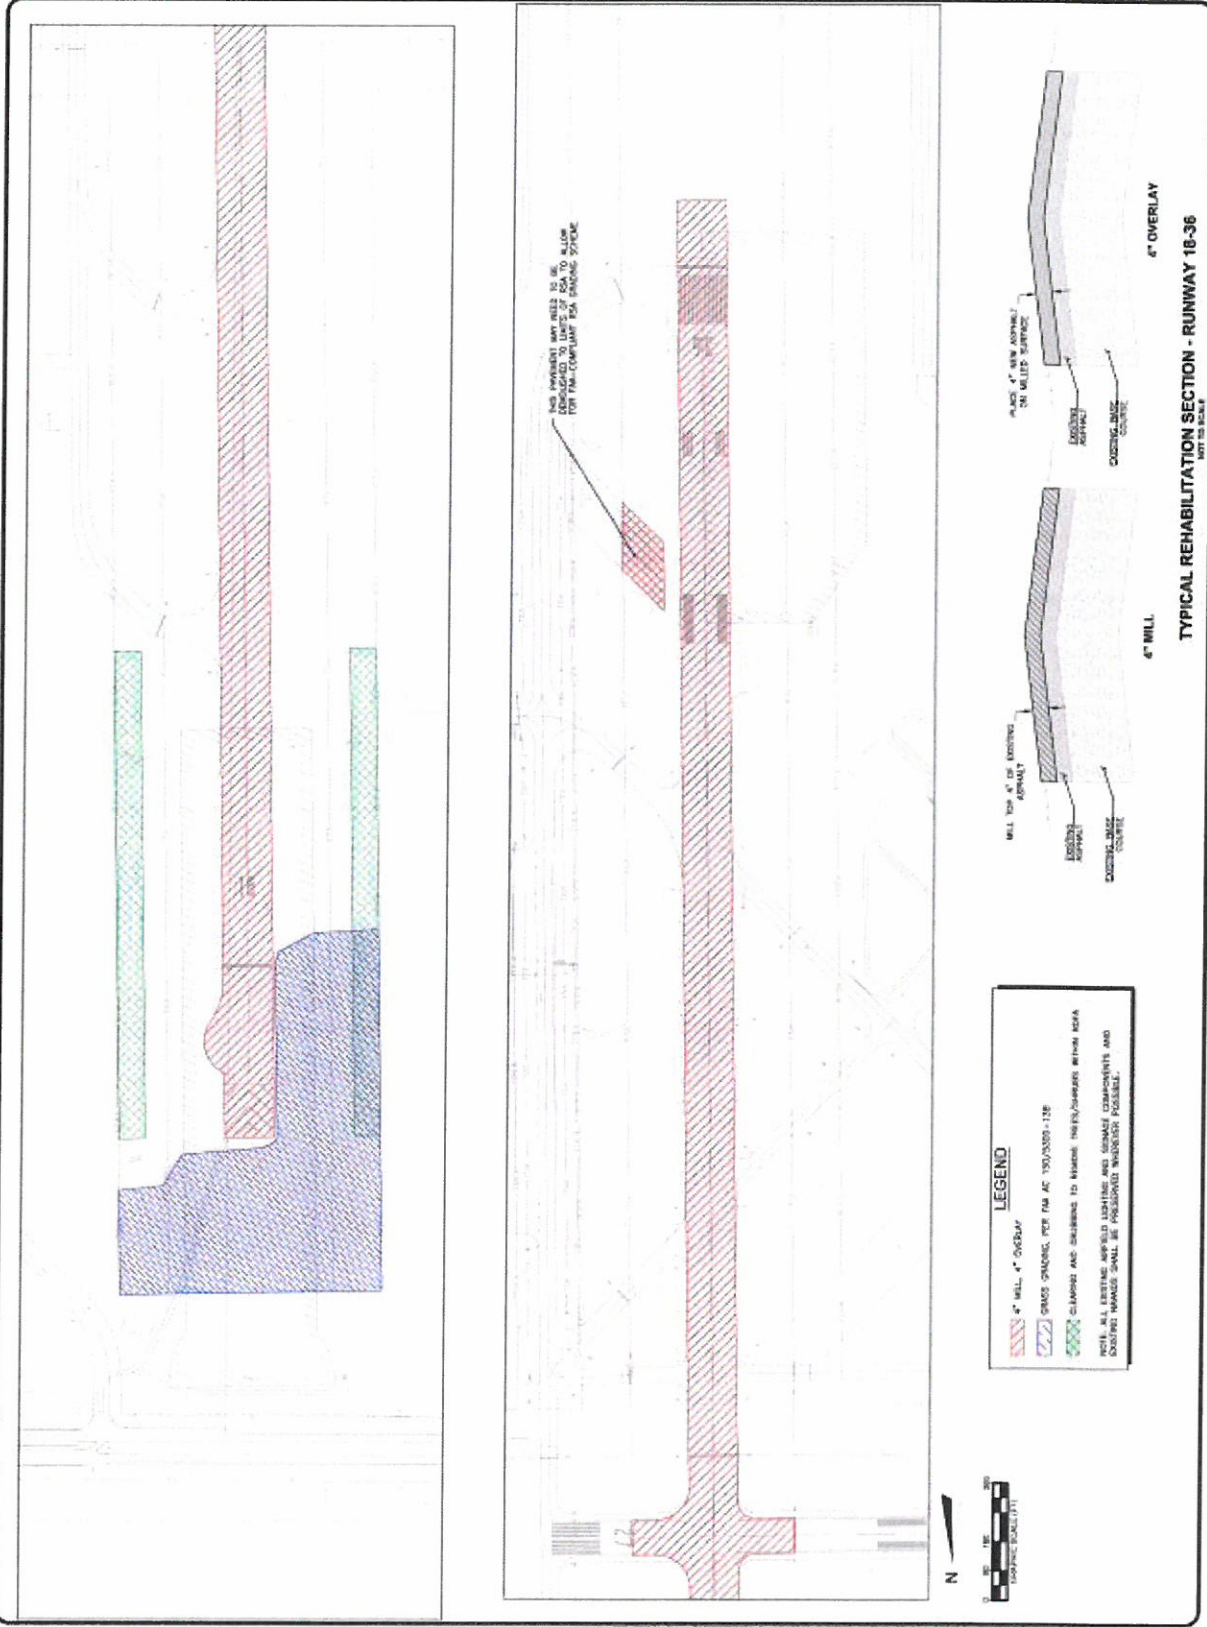 THIS PAVEMENT MAY NEED TO BE
DEMOLISHED TO LIMITS OF RSA TO ALLOW
FOR FAA-COMPLIANT RSA GRADING SCHEME
17
N
0
300
GRAPHIC SCALE (FT)
LEGEND
4" MILL, 4" OVERLAY
GRASS GRADING, PER FAA AC 150/5300-13B
CLEARING AND GRUBBING TO REMOVE TREES/SHRUBS WITHIN
NOTE: ALL EXISTING AIRFIELD LIGHTING AND SIGNAGE COMPONENTS AND
EXISTING SHALL BE PRESERVED WHEREVER POSSIBLE.
MILL TOP 4" OF EXISTING
ASPHALT
EXISTING
ASPHALT
EXISTING BASE
COURSE
4" MILL
PLACE 4" NEW ASPHALT
ON MILLED SURFACE
EXISTING
ASPHALT
EXISTING BASE
COURSE
4" OVERLAY
TYPICAL REHABILITATION SECTION - RUNWAY 18-36
NOT TO SCALE